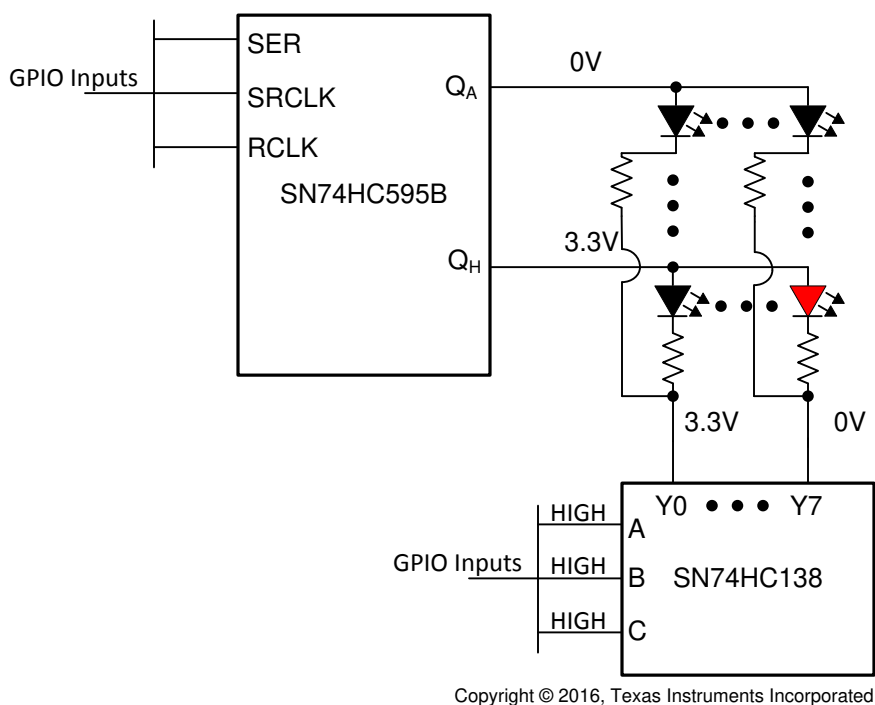 SER
0V
GPIO Inputs
QA
SRCLK
RCLK
SN74HC595B
3.3V
QH
3.3V
0V
Y0
Y7
HIGH
A
GPIO Inputs
HIGH
B
SN74HC138
HIGH
C
Copyright © 2016, Texas Instruments Incorporated